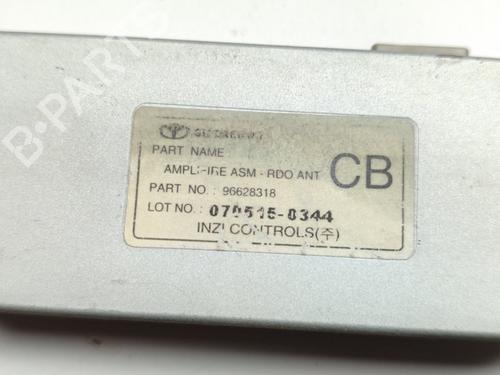 B-PARTS
PART NAME
AMPLIFIRE ASM - RDO ANT
CB
PART NO. : 96628318
LOT NO. : 070515-0344
INZI CONTROLS(주)